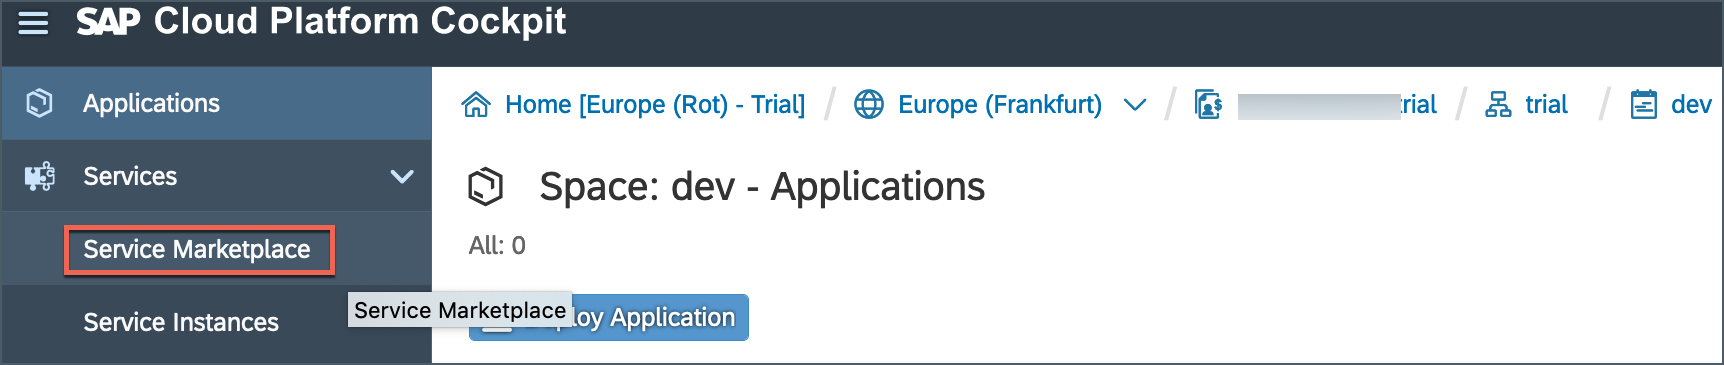 SAP Cloud Platform Cockpit
Applications
Home [Europe (Rot) - Trial] / Europe (Frankfurt) / trial / dev
Services
Space: dev - Applications
Service Marketplace
All: 0
Service Marketplace
Application
Service Instances